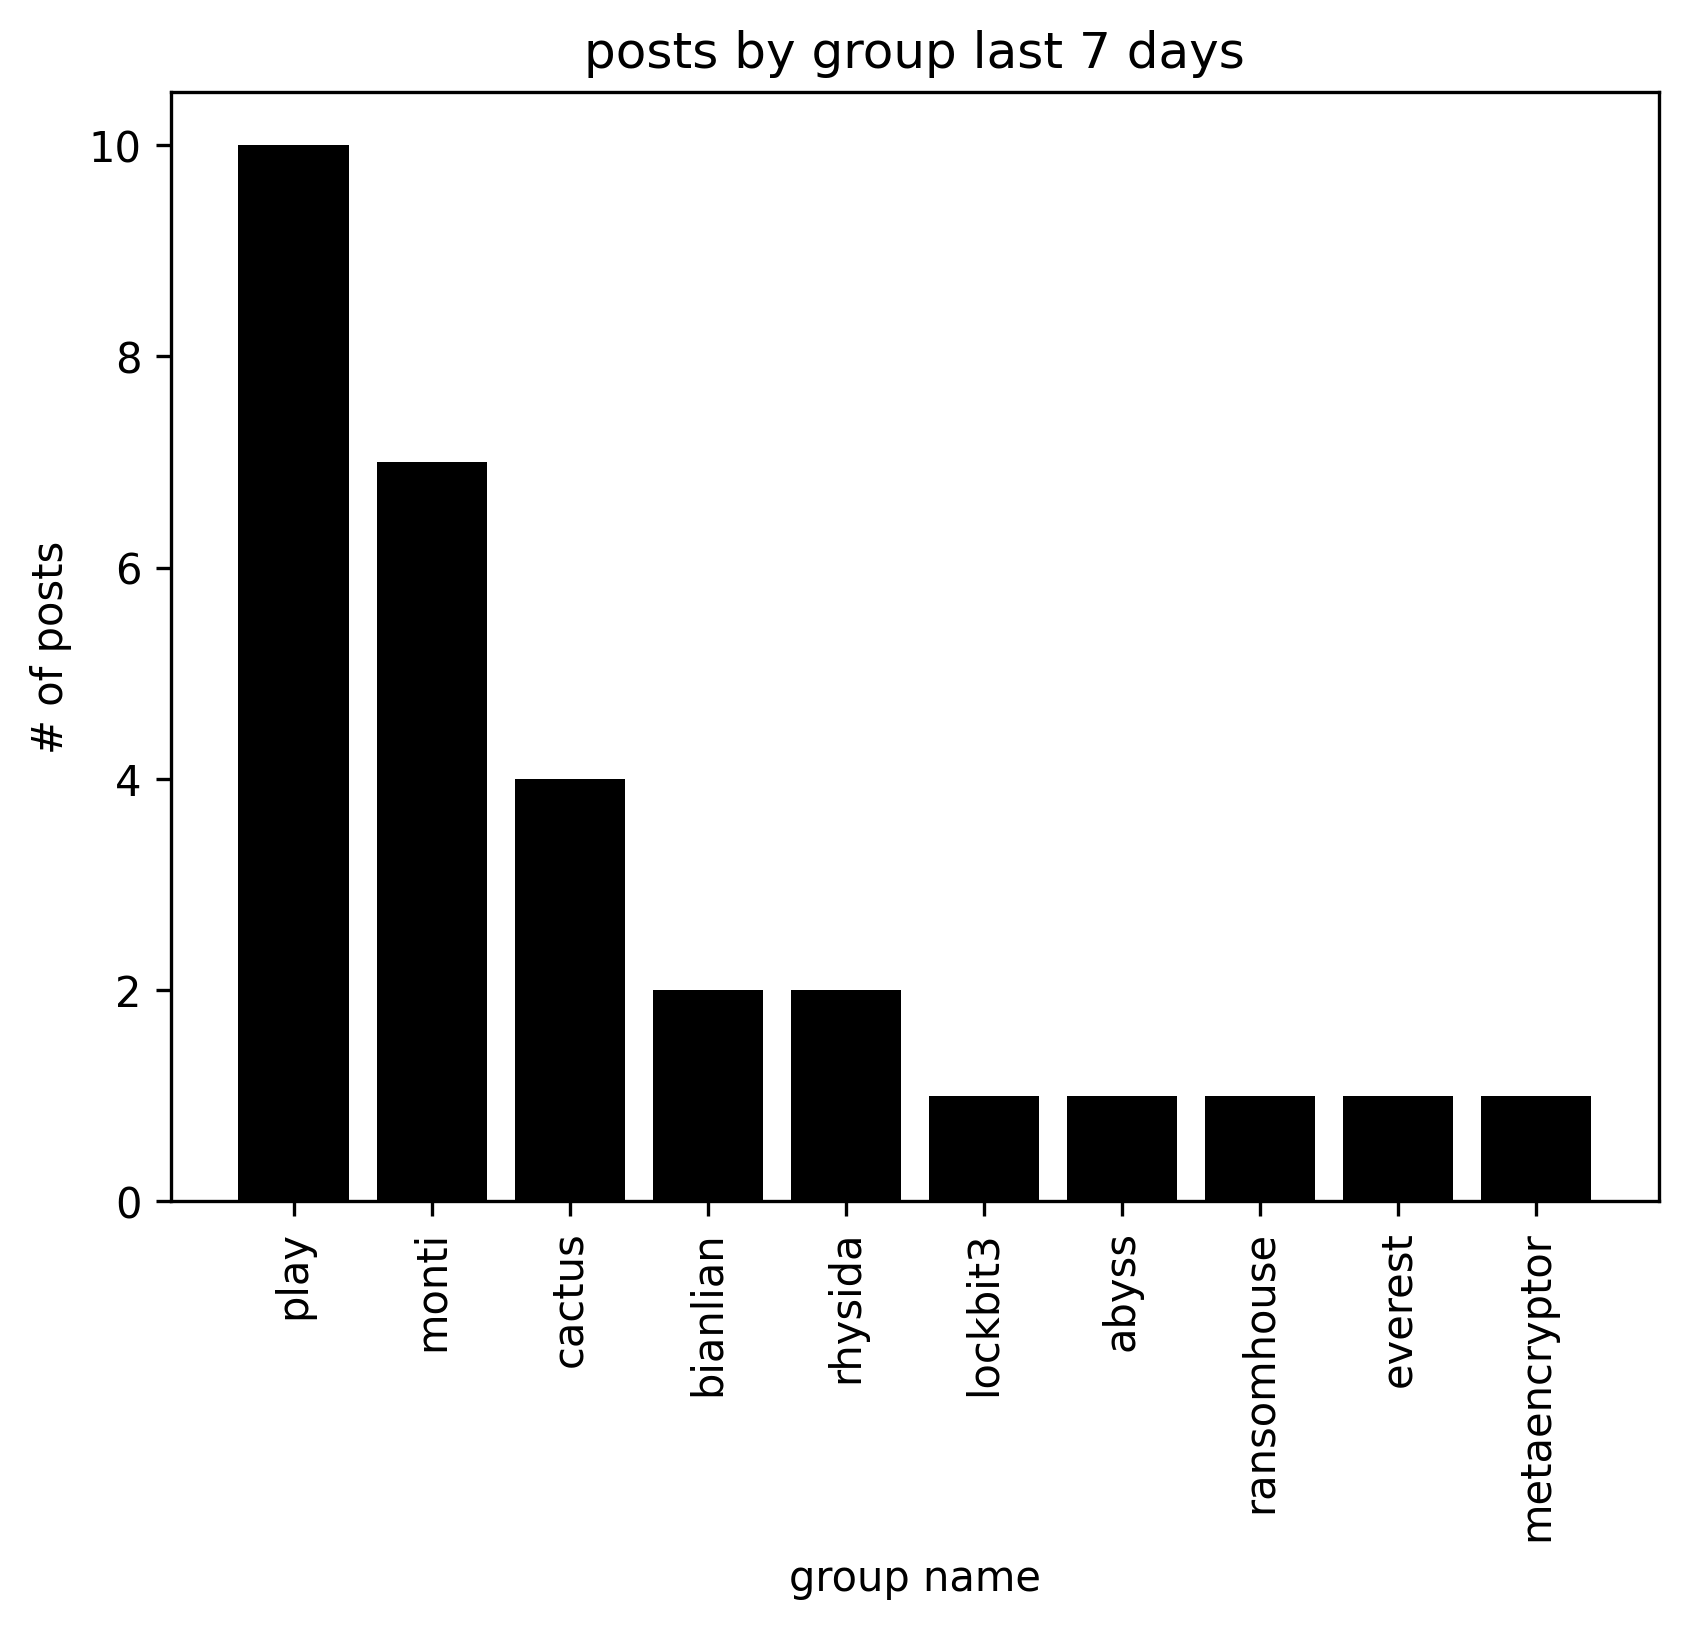 posts by group last 7 days
10
8
6
4
2
0
# of posts
play
monti
cactus
bianlian
rhysida
lockbit3
abyss
ransomhouse
everest
metaencryptor
group name